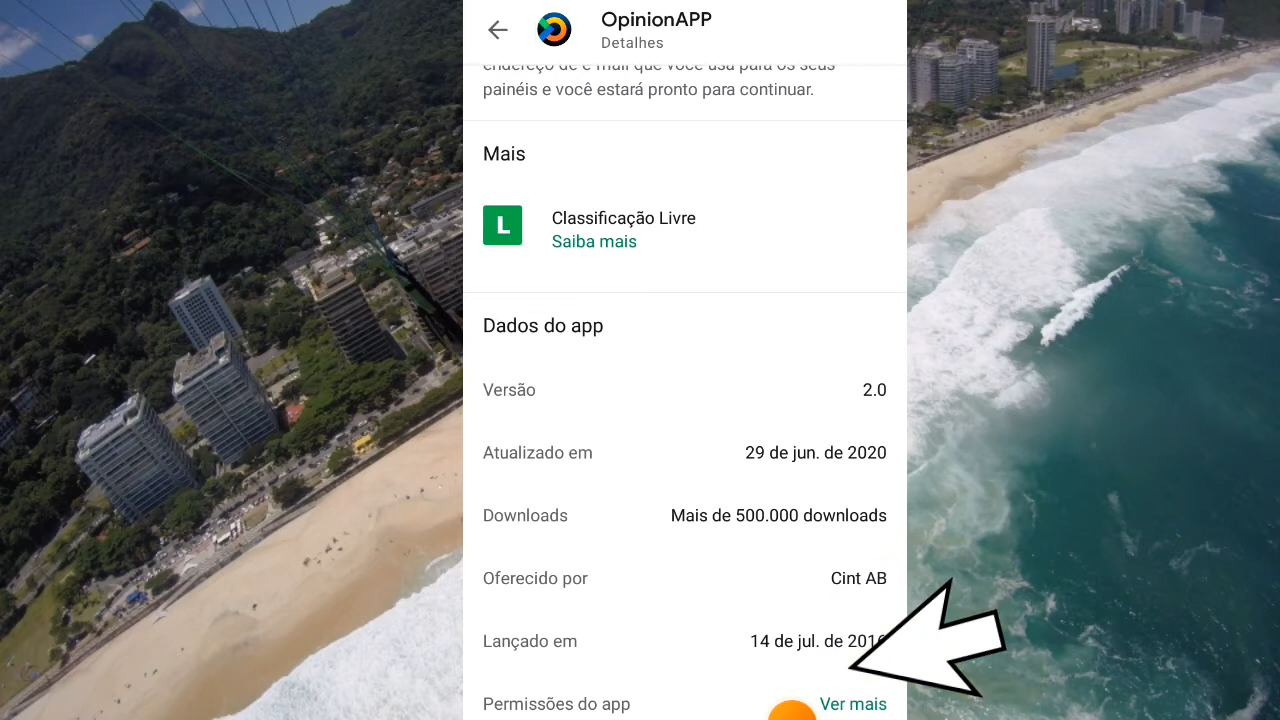 OpinionAPP
Detalhes
endereço de e-mail que você usa para os seus
painéis e você estará pronto para continuar.
Mais
L
Classificação Livre
Saiba mais
Dados do app
Versão 2.0
Atualizado em 29 de jun. de 2020
Downloads Mais de 500.000 downloads
Oferecido por Cint AB
Lançado em 14 de jul. de 2016
Permissões do app Ver mais